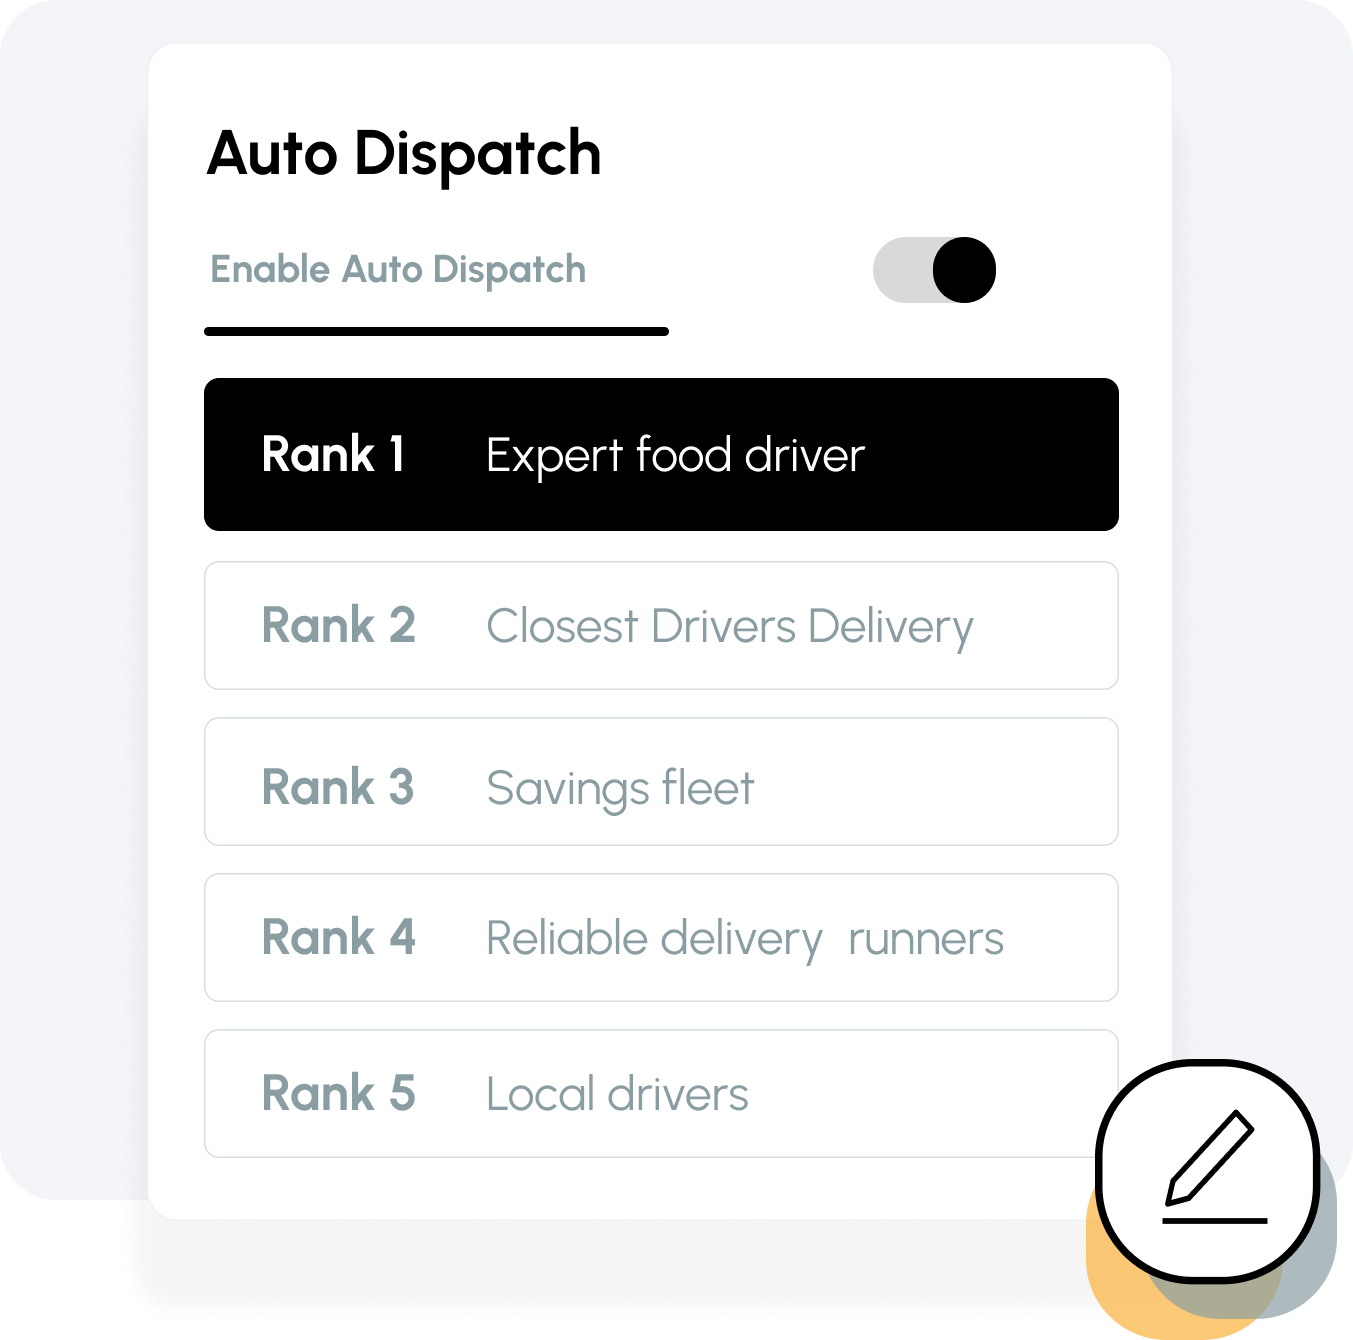 Auto Dispatch
Enable Auto Dispatch
Rank 1 Expert food driver
Rank 2 Closest Drivers Delivery
Rank 3 Savings fleet
Rank 4 Reliable delivery  runners
Rank 5 Local drivers